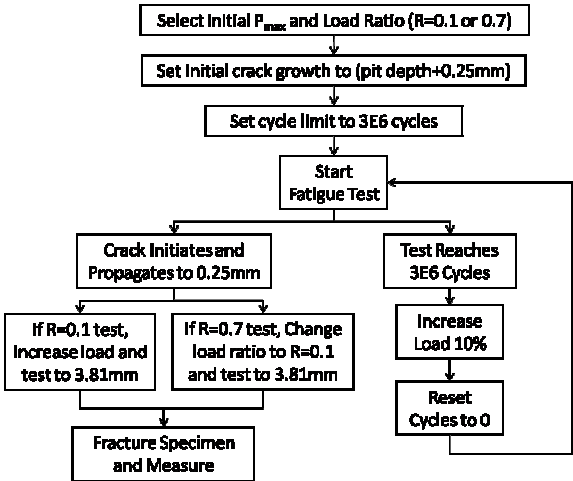 Select Initial Pmax and Load Ratio (R=0.1 or 0.7)
Set Initial crack growth to (pit depth+0.25mm)
Set cycle limit to 3E6 cycles
Start
Fatigue Test
Crack Initiates and
Propagates to 0.25mm
Test Reaches
3E6 Cycles
If R=0.1 test,
Increase load and
test to 3.81mm
If R=0.7 test, Change
load ratio to R=0.1
and test to 3.81mm
Increase
Load 10%
Reset
Cycles to 0
Fracture Specimen
and Measure